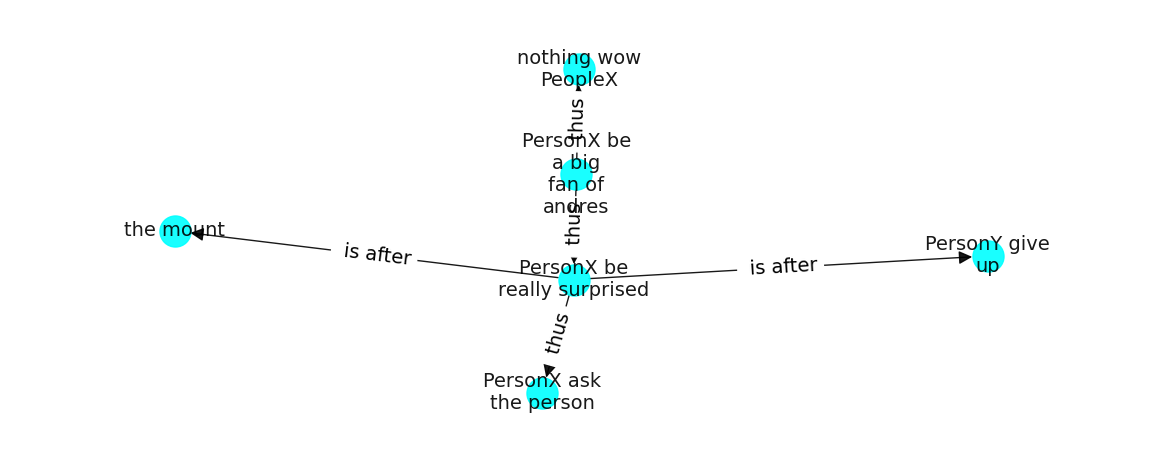 nothing wow
PeopleX
thus
PersonX be
a big
fan of
andres
thus
the mount
is after
PersonX be
really surprised
is after
PersonY give
up
thus
PersonX ask
the person